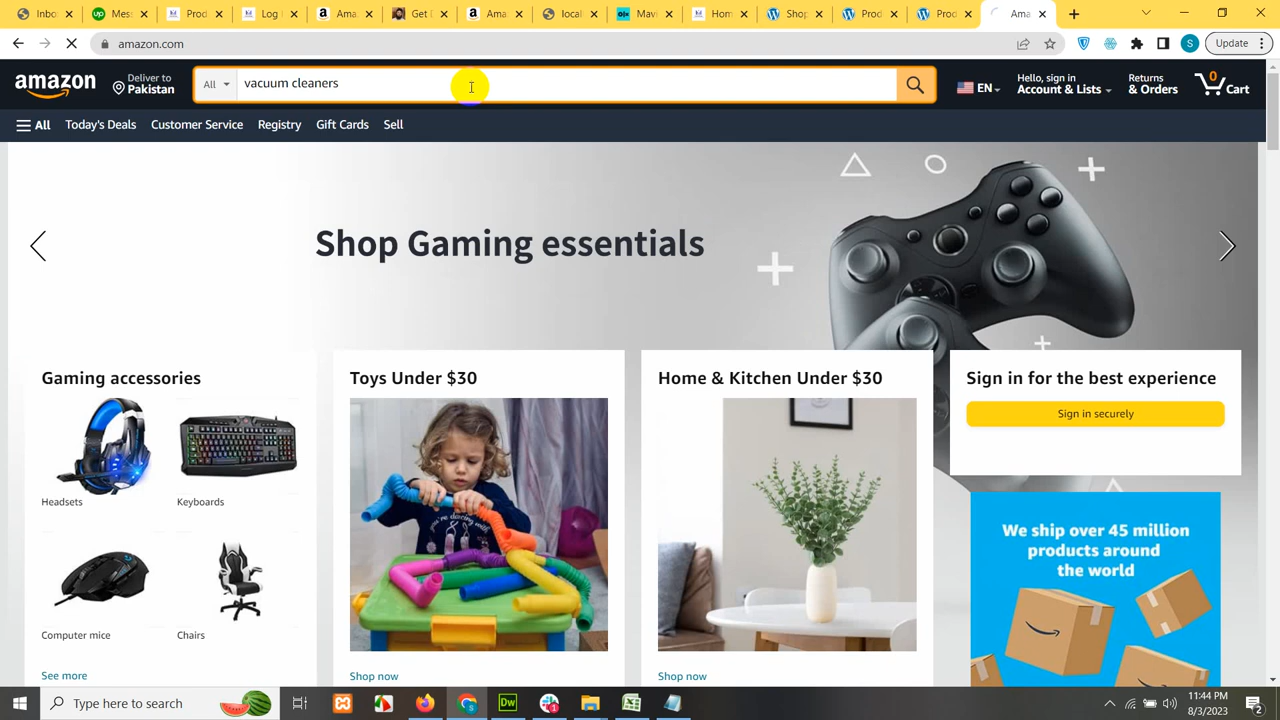 Inbo
Mess
Prod
Log
Ama
Get D
Ama
local
Mavi
Hom
Shop
Prod
Prod
Ama
amazon.com
S
Update
amazon
Deliver to
Pakistan
All
vacuum cleaners
EN
Hello, sign in
Account & Lists
Returns
& Orders
0
Cart
All
Today's Deals
Customer Service
Registry
Gift Cards
Sell
Shop Gaming essentials
Gaming accessories
Headsets
Keyboards
Computer mice
Chairs
See more
Toys Under $30
Shop now
Home & Kitchen Under $30
Shop now
Sign in for the best experience
Sign in securely
We ship over 45 million
products around
the world
Type here to search
11:44 PM
8/3/2023
2